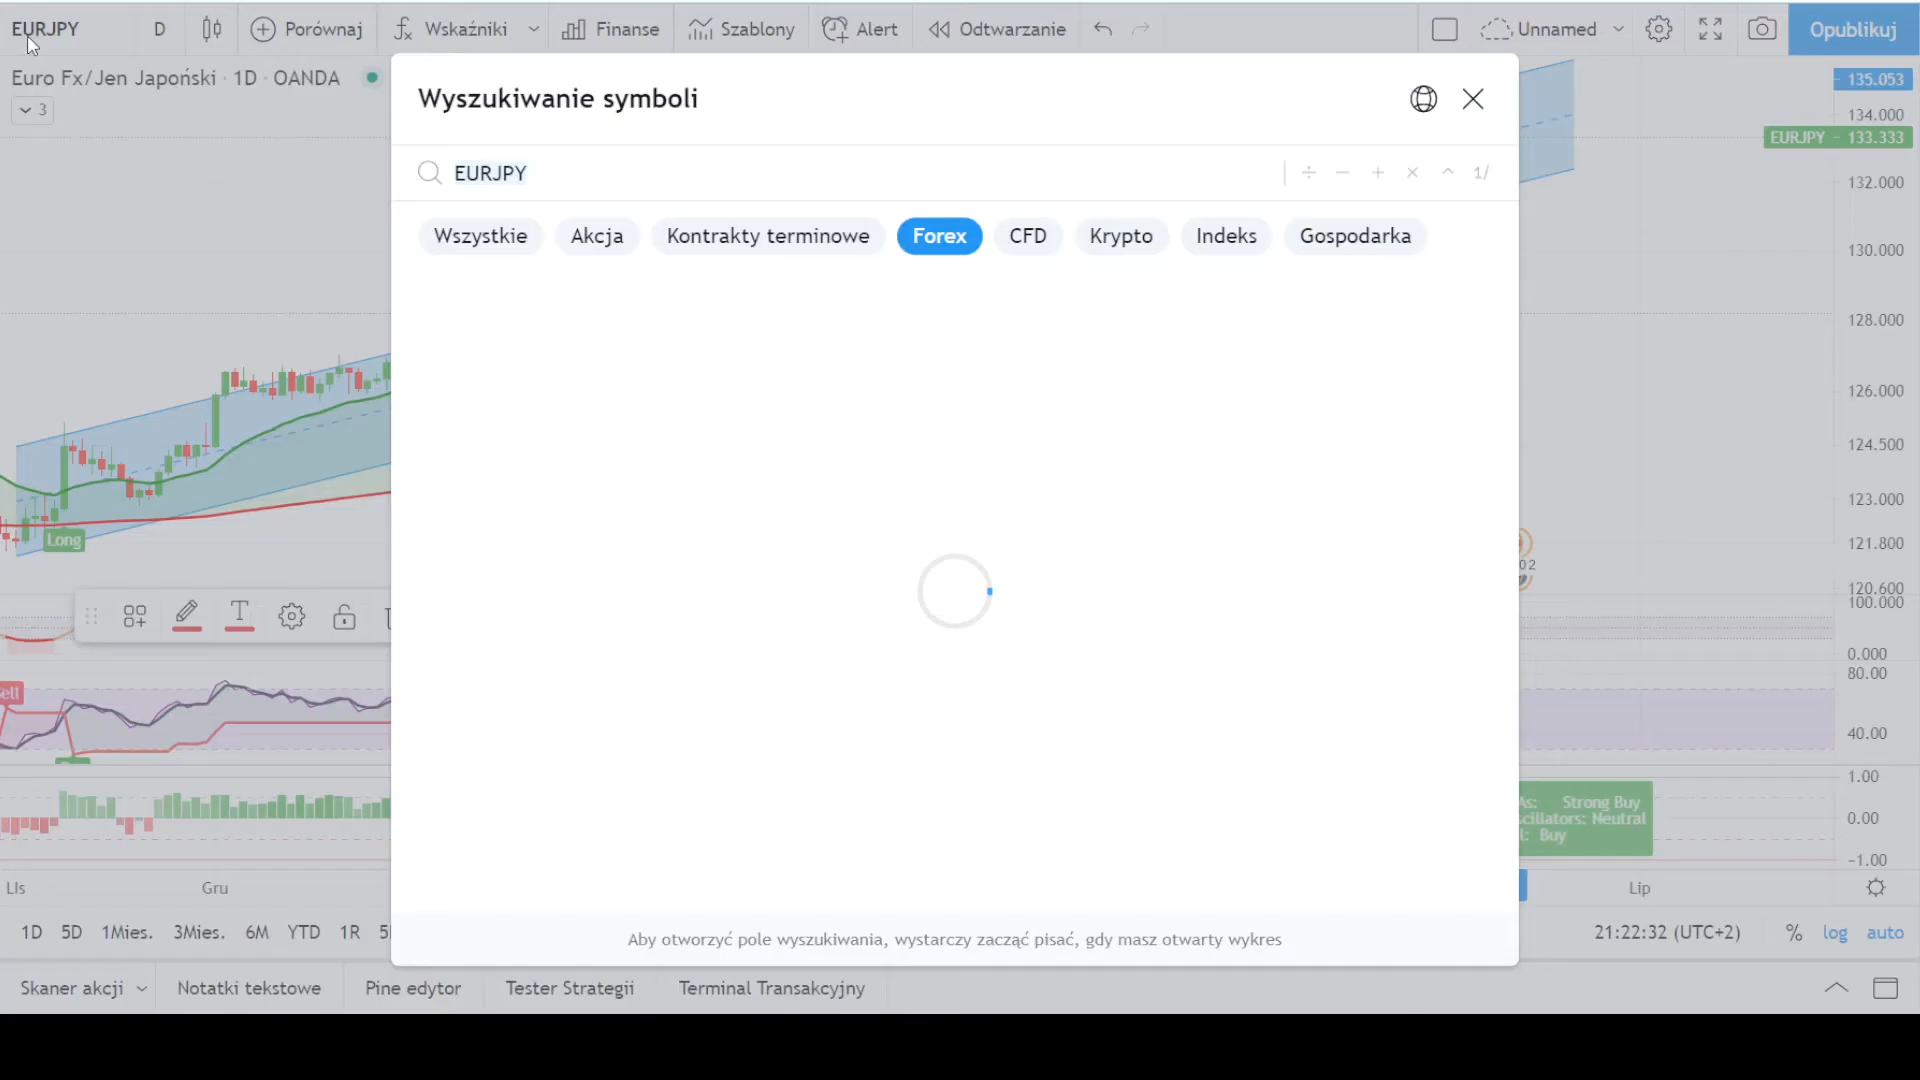 EURJPY D Porównaj Wskaźniki Finanse Szablony Alert Odtwarzanie Unnamed Opublikuj
Euro Fx/Jen Japoński · 1D · OANDA
3
Wyszukiwanie symboli
EURJPY ÷ − + × ^ 1/
Wszystkie Akcja Kontrakty terminowe Forex CFD Krypto Indeks Gospodarka
135.053
134.000
EURJPY 133.333
132.000
130.000
128.000
126.000
124.500
123.000
121.800
120.600
100.000
0.000
80.00
40.00
1.00
0.00
−1.00
Long
T
ell
02
As: Strong Buy
scillators: Neutral
l: Buy
Lis Gru Lip
1D 5D 1Mies. 3Mies. 6M YTD 1R 5
21:22:32 (UTC+2) % log auto
Aby otworzyć pole wyszukiwania, wystarczy zacząć pisać, gdy masz otwarty wykres
Skaner akcji Notatki tekstowe Pine edytor Tester Strategii Terminal Transakcyjny